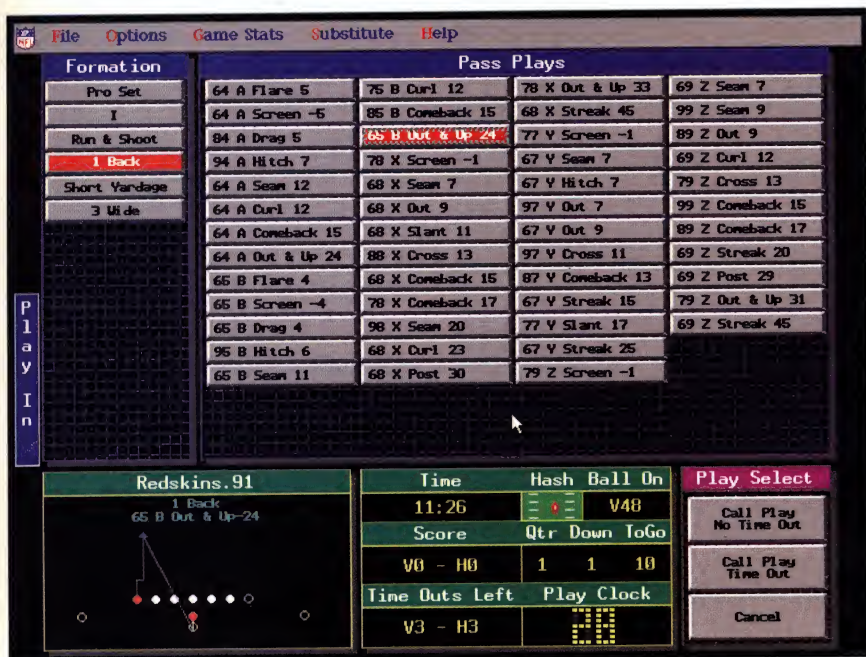 NFL File Options Game Stats Substitute Help
Formation
Pro Set
I
Run & Shoot
1 Back
Short Yardage
3 Wide
Play In
Pass Plays
64 A Flare 5
64 A Screen -5
84 A Drag 5
94 A Hitch 7
64 A Seam 12
64 A Curl 12
64 A Comeback 15
64 A Out & Up 24
65 B Flare 4
65 B Screen -4
65 B Drag 4
95 B Hitch 6
65 B Seam 11
75 B Curl 12
85 B Comeback 15
65 B Out & Up 24
78 X Screen -1
68 X Seam 7
68 X Out 9
68 X Slant 11
88 X Cross 13
68 X Comeback 15
78 X Comeback 17
98 X Seam 20
68 X Curl 23
68 X Post 30
78 X Out & Up 33
68 X Streak 45
77 Y Screen -1
67 Y Seam 7
67 Y Hitch 7
97 Y Out 7
67 Y Out 9
97 Y Cross 11
87 Y Comeback 13
67 Y Streak 15
77 Y Slant 17
67 Y Streak 25
79 Z Screen -1
69 Z Seam 7
99 Z Seam 9
89 Z Out 9
69 Z Curl 12
79 Z Cross 13
99 Z Comeback 15
89 Z Comeback 17
69 Z Streak 20
69 Z Post 29
79 Z Out & Up 31
69 Z Streak 45
Redskins.91
1 Back
65 B Out & Up-24
Time Hash Ball On
11:26 V48
Score Qtr Down ToGo
V0 - H0 1 1 10
Time Outs Left Play Clock
V3 - H3 28
Play Select
Call Play
No Time Out
Call Play
Time Out
Cancel